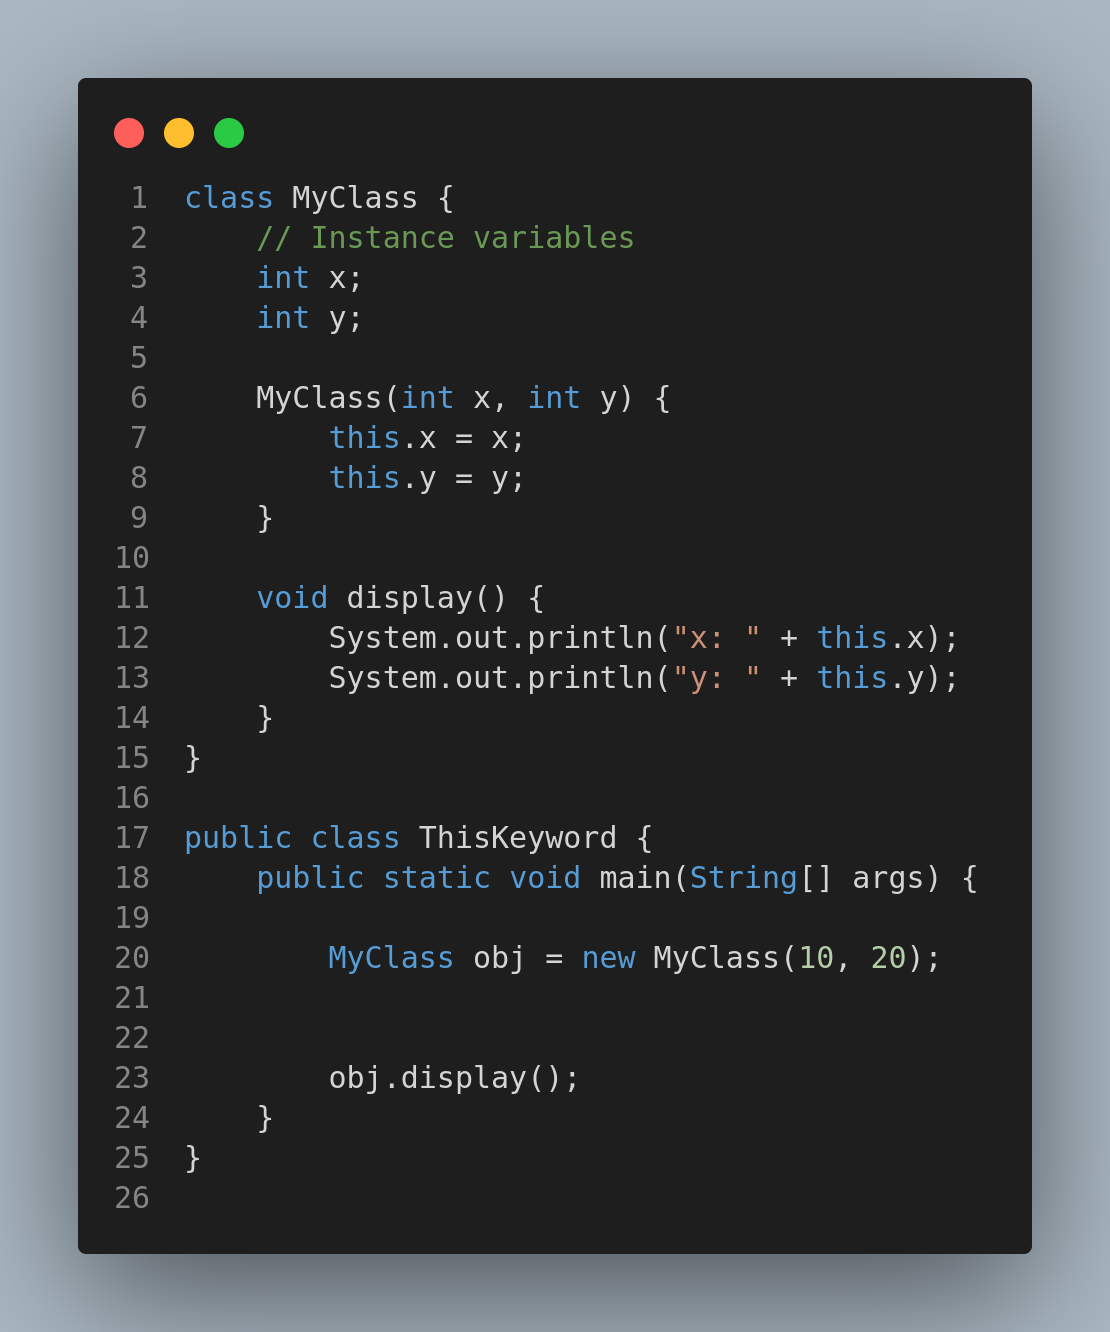 1 class MyClass {
2     // Instance variables
3     int x;
4     int y;
5
6     MyClass(int x, int y) {
7         this.x = x;
8         this.y = y;
9     }
10
11     void display() {
12         System.out.println("x: " + this.x);
13         System.out.println("y: " + this.y);
14     }
15 }
16
17 public class ThisKeyword {
18     public static void main(String[] args) {
19
20         MyClass obj = new MyClass(10, 20);
21
22
23         obj.display();
24     }
25 }
26